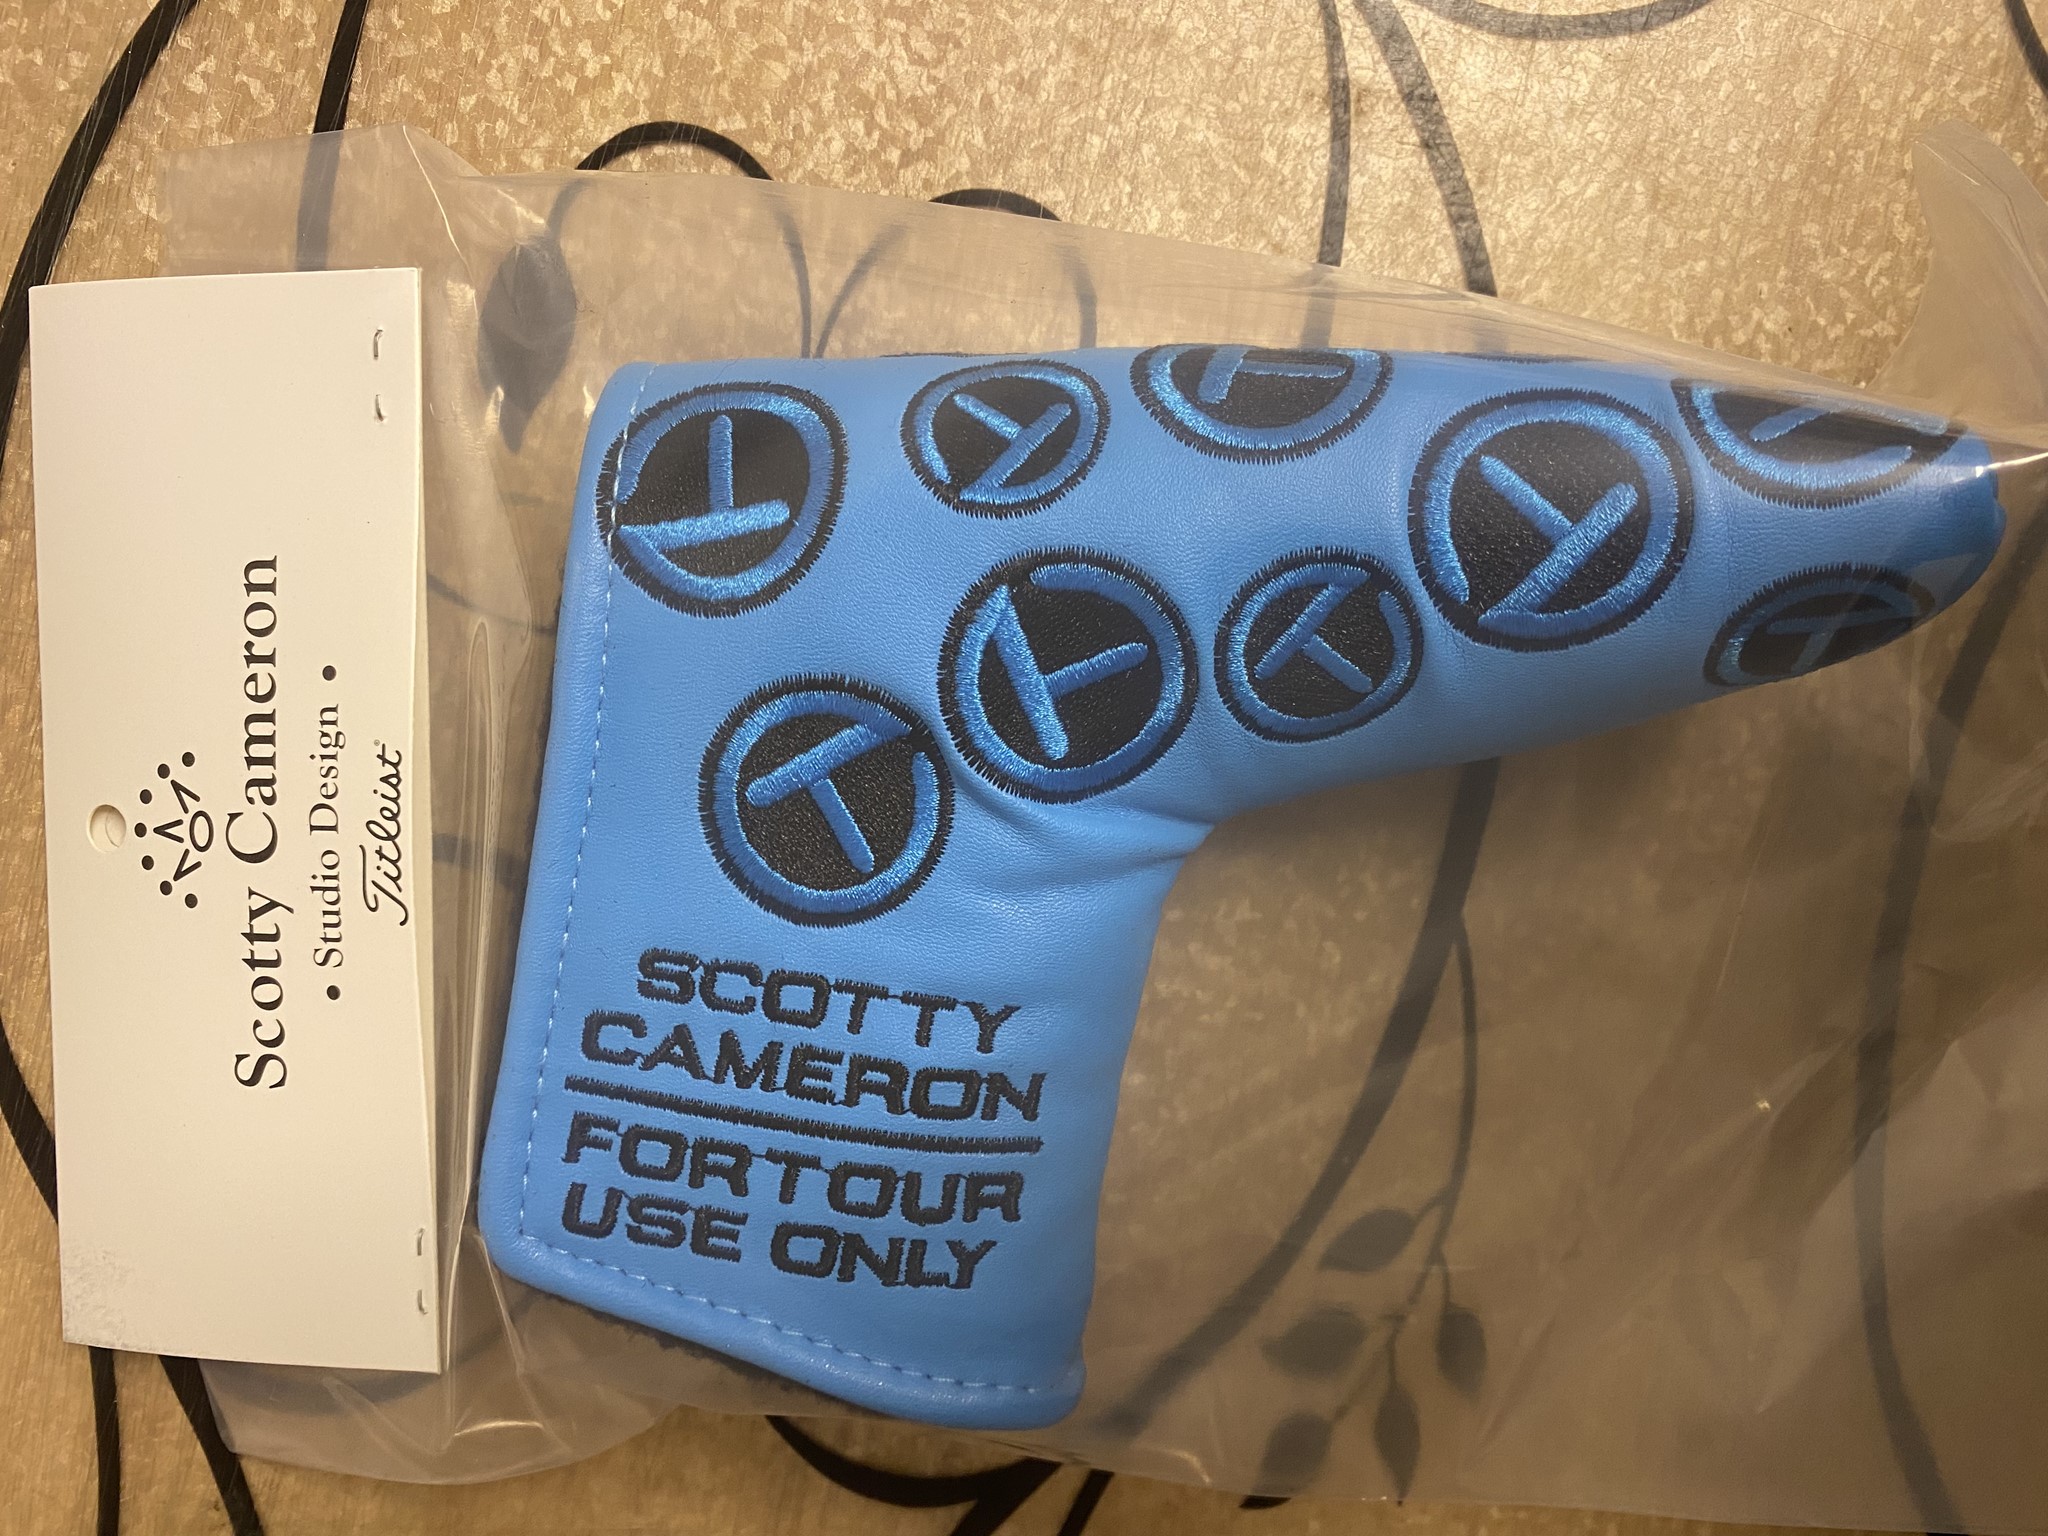 Scotty Cameron
• Studio Design •
Titleist®
SCOTTY
CAMERON
FOR TOUR
USE ONLY